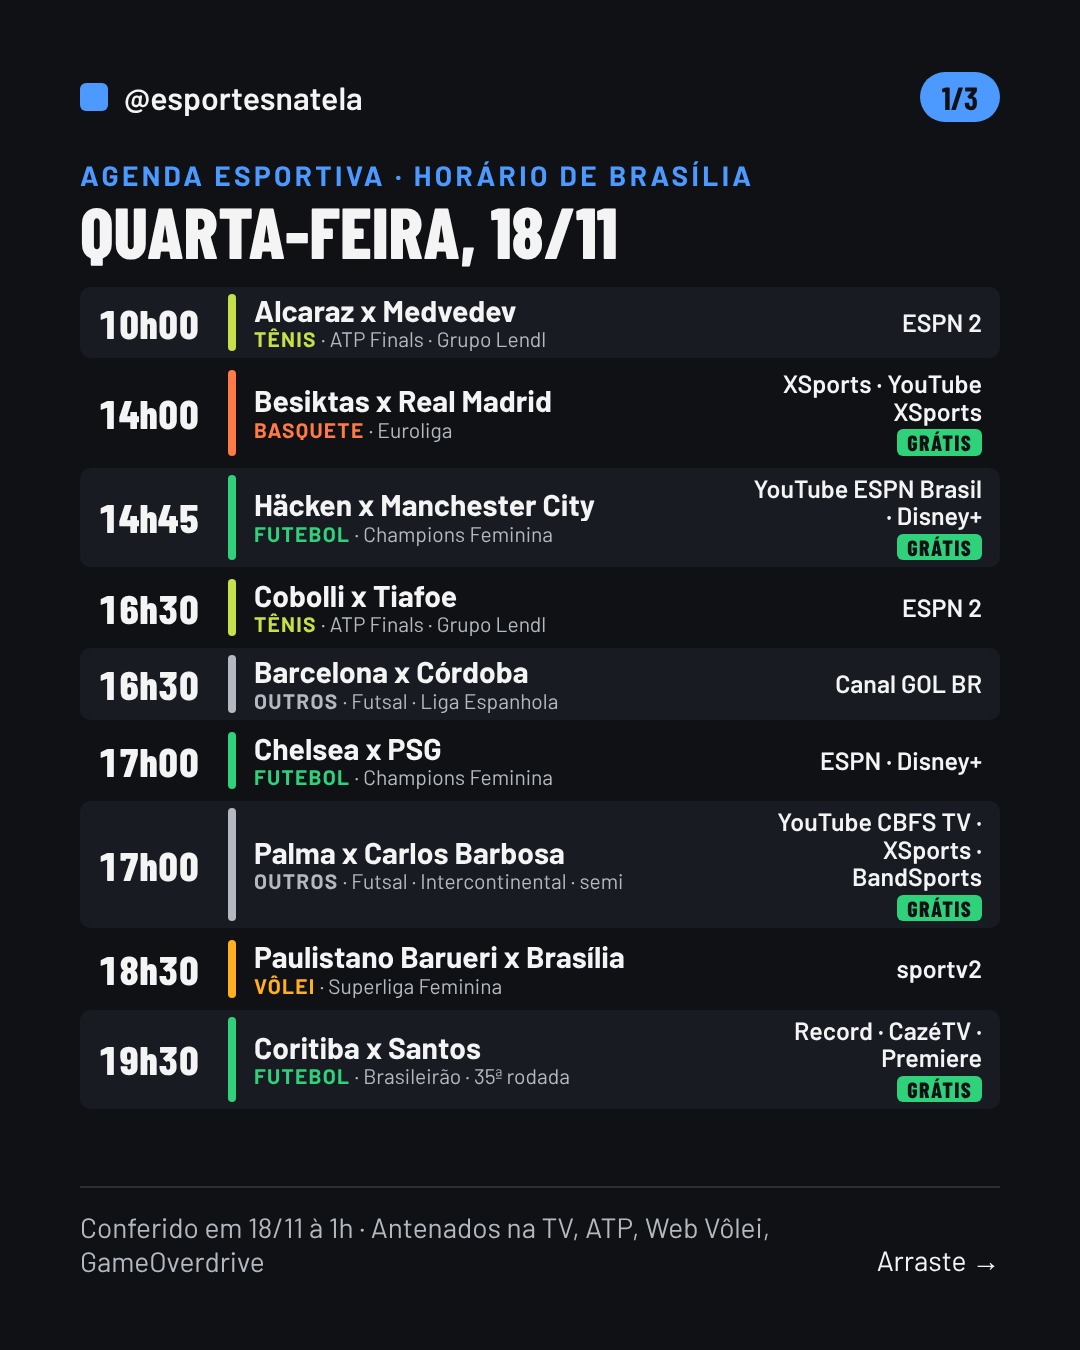 @esportesnatela
1/3
AGENDA ESPORTIVA · HORÁRIO DE BRASÍLIA
QUARTA-FEIRA, 18/11
10h00
Alcaraz x Medvedev
TÊNIS · ATP Finals · Grupo Lendl
ESPN 2
14h00
Besiktas x Real Madrid
BASQUETE · Euroliga
XSports · YouTube
XSports
GRÁTIS
14h45
Häcken x Manchester City
FUTEBOL · Champions Feminina
YouTube ESPN Brasil
· Disney+
GRÁTIS
16h30
Cobolli x Tiafoe
TÊNIS · ATP Finals · Grupo Lendl
ESPN 2
16h30
Barcelona x Córdoba
OUTROS · Futsal · Liga Espanhola
Canal GOL BR
17h00
Chelsea x PSG
FUTEBOL · Champions Feminina
ESPN · Disney+
17h00
Palma x Carlos Barbosa
OUTROS · Futsal · Intercontinental · semi
YouTube CBFS TV ·
XSports ·
BandSports
GRÁTIS
18h30
Paulistano Barueri x Brasília
VÔLEI · Superliga Feminina
sportv2
19h30
Coritiba x Santos
FUTEBOL · Brasileirão · 35ª rodada
Record · CazéTV ·
Premiere
GRÁTIS
Conferido em 18/11 à 1h · Antenados na TV, ATP, Web Vôlei,
GameOverdrive
Arraste →